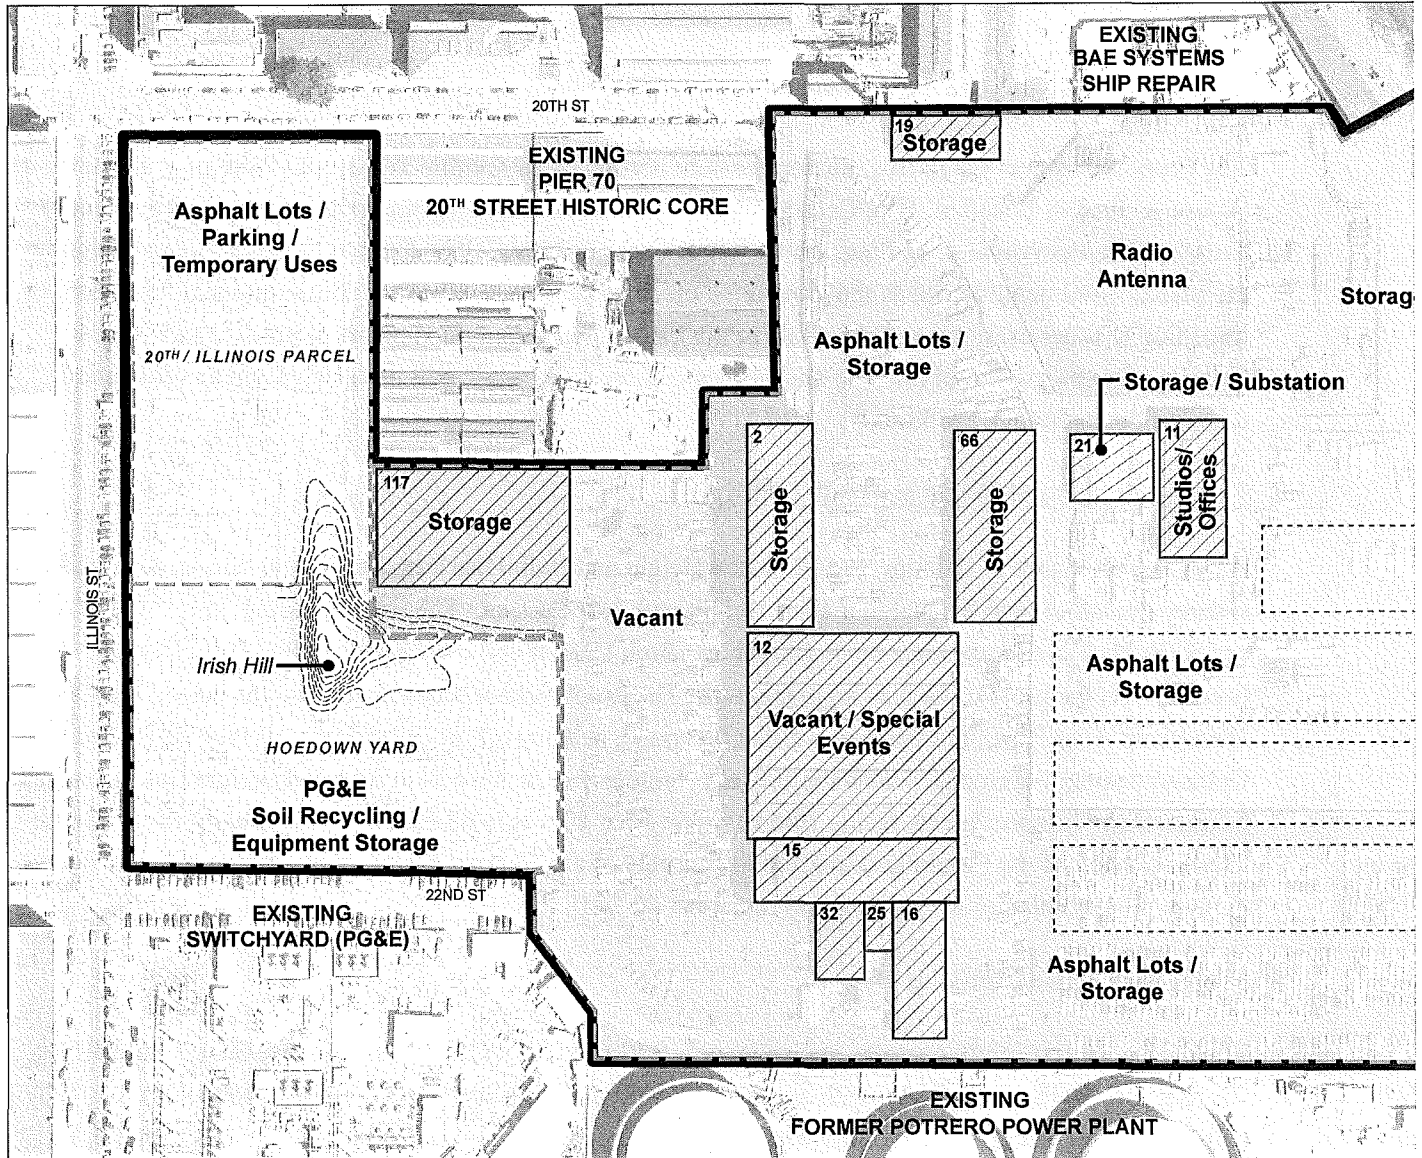 EXISTING
BAE SYSTEMS
SHIP REPAIR
20TH ST
19
Storage
EXISTING
PIER 70
20TH STREET HISTORIC CORE
Asphalt Lots /
Parking /
Temporary Uses
Radio
Antenna
Storag
20TH / ILLINOIS PARCEL
Asphalt Lots /
Storage
Storage / Substation
2
Storage
66
Storage
21
11
Studios/
Offices
117
Storage
ILLINOIS ST
Vacant
Irish Hill
12
Vacant / Special
Events
Asphalt Lots /
Storage
HOEDOWN YARD
PG&E
Soil Recycling /
Equipment Storage
15
22ND ST
32
25
16
EXISTING
SWITCHYARD (PG&E)
Asphalt Lots /
Storage
EXISTING
FORMER POTRERO POWER PLANT